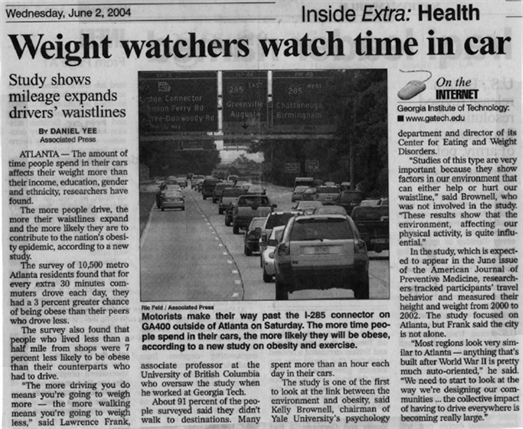 Wednesday, June 2, 2004
Inside Extra: Health
Weight watchers watch time in car
Study shows
mileage expands
drivers' waistlines
BY DANIEL YEE
Associated Press
ATLANTA — The amount of
time people spend in their cars
affects their weight more than
their income, education, gender
and ethnicity, researchers have
found.
The more people drive, the
more their waistlines expand
and the more likely they are to
contribute to the nation's obesi-
ty epidemic, according to a new
study.
The survey of 10,500 metro
Atlanta residents found that for
every extra 30 minutes com-
muters drove each day, they
had a 3 percent greater chance
of being obese than their peers
who drove less.
The survey also found that
people who lived less than a
half mile from shops were 7
percent less likely to be obese
than their counterparts who
had to drive.
"The more driving you do
means you're going to weigh
more — the more walking
means you're going to weigh
less," said Lawrence Frank,
Connector
Ferry Rd
285 EAST
Greenville
Augusta
285
Chattanooga
Birmingham
Ric Feld / Associated Press
Motorists make their way past the I-285 connector on
GA400 outside of Atlanta on Saturday. The more time peo-
ple spend in their cars, the more likely they will be obese,
according to a new study on obesity and exercise.
associate professor at the
University of British Columbia
who oversaw the study when
he worked at Georgia Tech.
About 91 percent of the
people surveyed said they didn't
walk to destinations. Many
spent more than an hour each
day in their cars.
The study is one of the first
to look at the link between the
environment and obesity, said
Kelly Brownell, chairman of
Yale University's psychology
On the
INTERNET
Georgia Institute of Technology:
■ www.gatech.edu
department and director of its
Center for Eating and Weight
Disorders.
"Studies of this type are very
important because they show
factors in our environment that
can either help or hurt our
waistline," said Brownell, who
was not involved in the study.
"These results show that the
environment, affecting our
physical activity, is quite influ-
ential."
In the study, which is expect-
ed to appear in the June issue
of the American Journal of
Preventive Medicine, research-
ers tracked participants' travel
behavior and measured their
height and weight from 2000 to
2002. The study focused on
Atlanta, but Frank said the city
is not alone.
"Most regions look very sim-
ilar to Atlanta — anything that's
built after World War II is pretty
much auto-oriented," he said.
"We need to start to look at the
way we're designing our com-
munities ... the collective impact
of having to drive everywhere is
becoming really large."